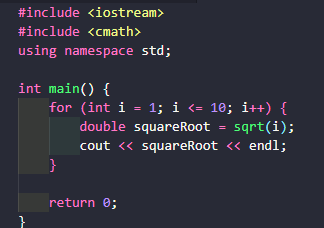 #include <iostream>
#include <cmath>
using namespace std;

int main() {
    for (int i = 1; i <= 10; i++) {
        double squareRoot = sqrt(i);
        cout << squareRoot << endl;
    }

    return 0;
}